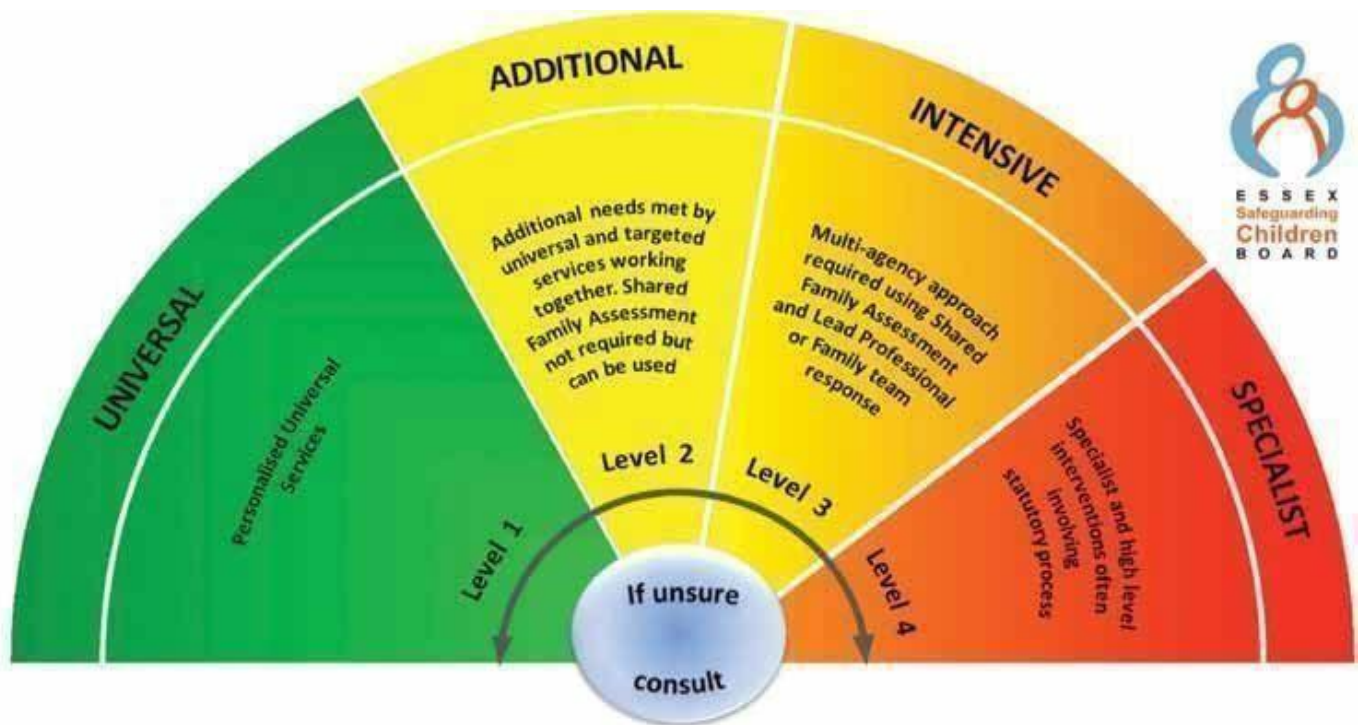 UNIVERSAL
Personalised Universal
Services
Level 1
ADDITIONAL
Additional needs met by
universal and targeted
services working
together. Shared
Family Assessment
not required but
can be used
Level 2
INTENSIVE
Multi-agency approach
required using Shared
Family Assessment
and Lead Professional
or Family team
response
Level 3
SPECIALIST
Specialist and high level
interventions often
involving
statutory process
Level 4
If unsure
consult
ESSEX
Safeguarding
Children
BOARD